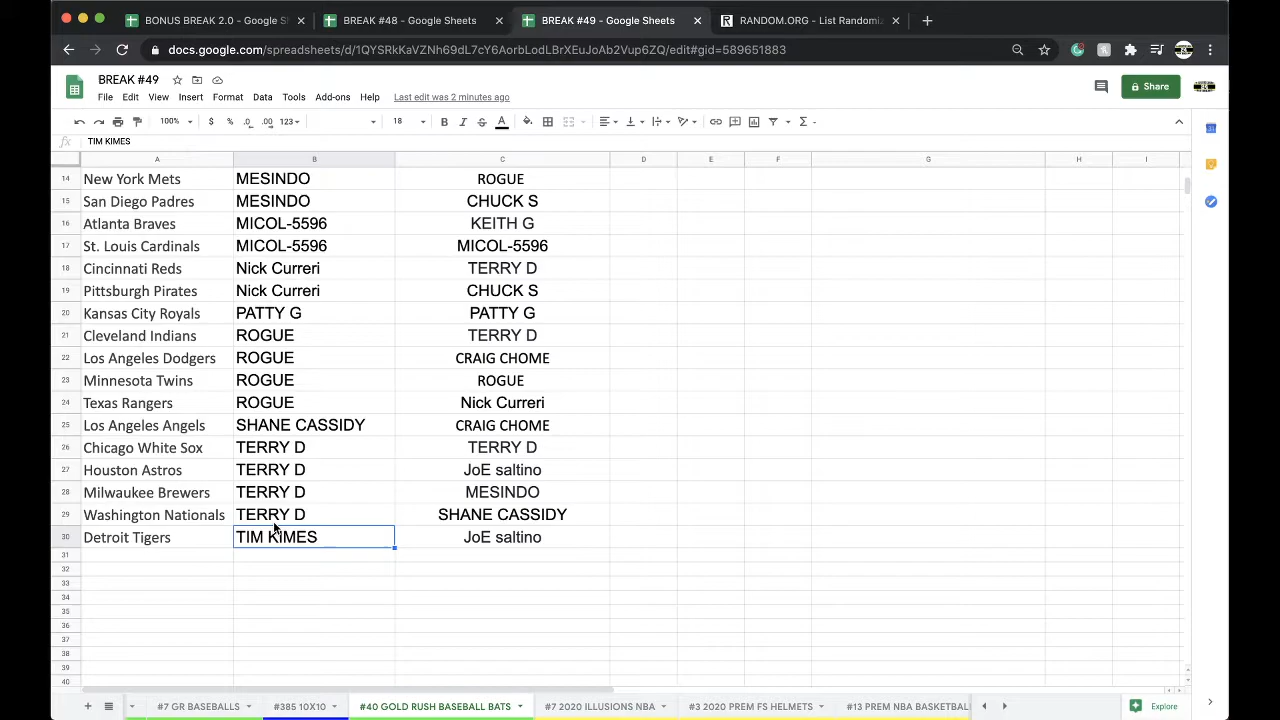 BONUS BREAK 2.0 - Google S
BREAK #48 - Google Sheets
BREAK #49 - Google Sheets
RANDOM.ORG - List Randomiz
docs.google.com/spreadsheets/d/1QYSRkKaVZNh69dL7cY6AorbLodLBrXEuJoAb2Vup6ZQ/edit#gid=589651883
BREAK #49
File Edit View Insert Format Data Tools Add-ons Help Last edit was 2 minutes ago
Share
100% $ % .0 .00 123 18 B I S A
fx TIM KIMES
A B C D E F G H I
14 New York Mets MESINDO ROGUE
15 San Diego Padres MESINDO CHUCK S
16 Atlanta Braves MICOL-5596 KEITH G
17 St. Louis Cardinals MICOL-5596 MICOL-5596
18 Cincinnati Reds Nick Curreri TERRY D
19 Pittsburgh Pirates Nick Curreri CHUCK S
20 Kansas City Royals PATTY G PATTY G
21 Cleveland Indians ROGUE TERRY D
22 Los Angeles Dodgers ROGUE CRAIG CHOME
23 Minnesota Twins ROGUE ROGUE
24 Texas Rangers ROGUE Nick Curreri
25 Los Angeles Angels SHANE CASSIDY CRAIG CHOME
26 Chicago White Sox TERRY D TERRY D
27 Houston Astros TERRY D JoE saltino
28 Milwaukee Brewers TERRY D MESINDO
29 Washington Nationals TERRY D SHANE CASSIDY
30 Detroit Tigers TIM KIMES JoE saltino
31
32
33
34
35
36
37
38
39
40
#7 GR BASEBALLS #385 10X10 #40 GOLD RUSH BASEBALL BATS #7 2020 ILLUSIONS NBA #3 2020 PREM FS HELMETS #13 PREM NBA BASKETBAL Explore